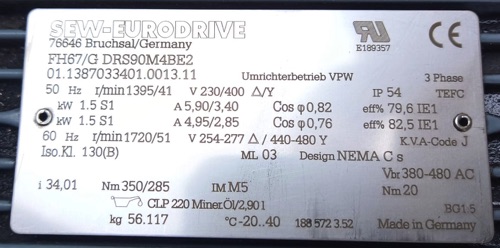 SEW-EURODRIVE
76646 Bruchsal/Germany
E189357
FH67/G DRS90M4BE2
01.1387033401.0013.11 Umrichterbetrieb VPW 3 Phase
50 Hz r/min 1395/41 V 230/400 Δ/Y IP 54 TEFC
kW 1.5 S1 A 5,90/3,40 Cos φ 0,82 eff% 79,6 IE1
kW 1.5 S1 A 4,95/2,85 Cos φ 0,76 eff% 82,5 IE1
60 Hz r/min 1720/51 V 254-277 Δ / 440-480 Y K.V.A-Code J
Iso.Kl. 130(B) ML 03 Design NEMA C s
Vbr 380-480 AC
i 34,01 Nm 350/285 IM M5 Nm 20
CLP 220 Miner.Öl/2,90 l BG1.5
kg 56.117 °C -20..40 188 572 3.52 Made in Germany